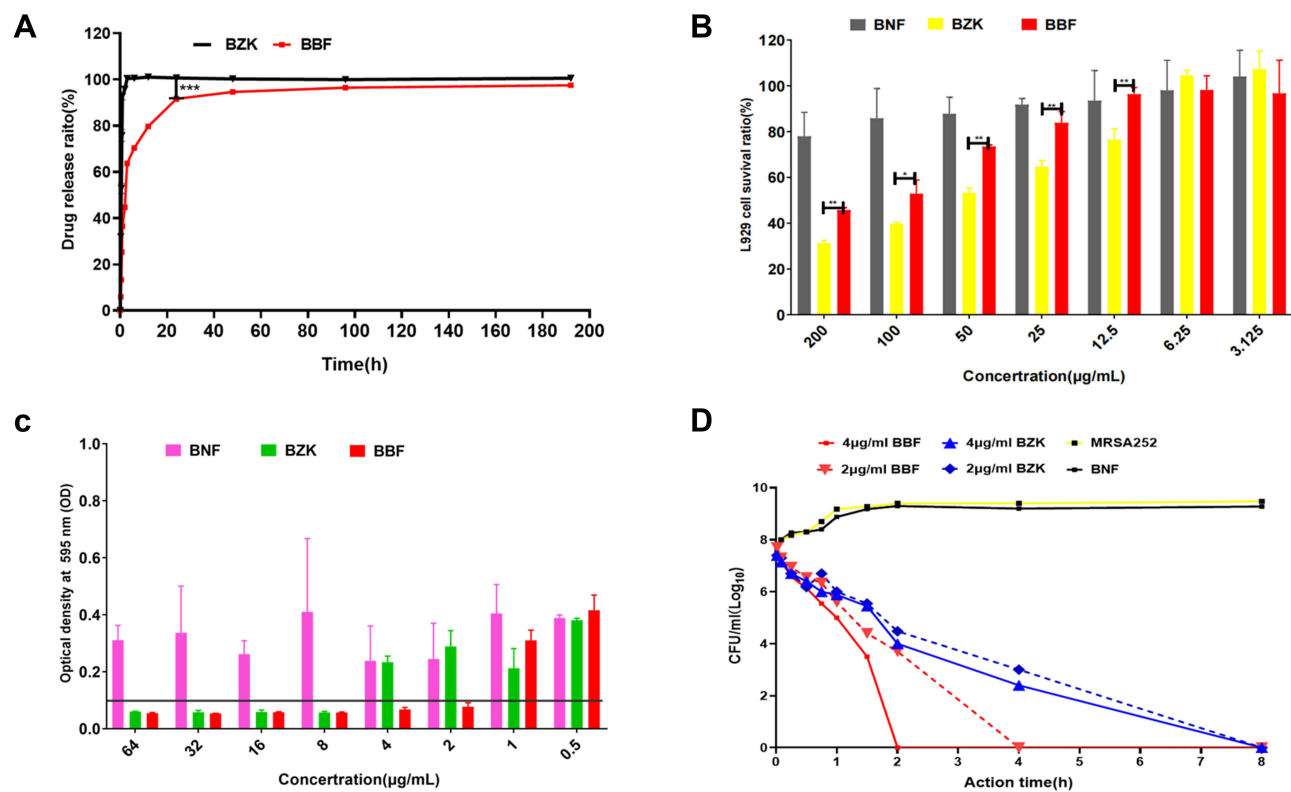 A
BZK BBF
Drug release raito(%)
120
100
80
60
40
20
0
***
0 20 40 60 80 100 120 140 160 180 200
Time(h)
B
BNF BZK BBF
L929 cell suvival ratio(%)
120
100
80
60
40
20
0
** * ** ** **
200 100 50 25 12.5 6.25 3.125
Concertration(μg/mL)
c
BNF BZK BBF
Optical density at 595 nm (OD)
1.0
0.8
0.6
0.4
0.2
0.0
64 32 16 8 4 2 1 0.5
Concertration(μg/mL)
D
4μg/ml BBF 4μg/ml BZK MRSA252
2μg/ml BBF 2μg/ml BZK BNF
CFU/ml(Log10)
10
8
6
4
2
0
0 1 2 3 4 5 6 7 8
Action time(h)